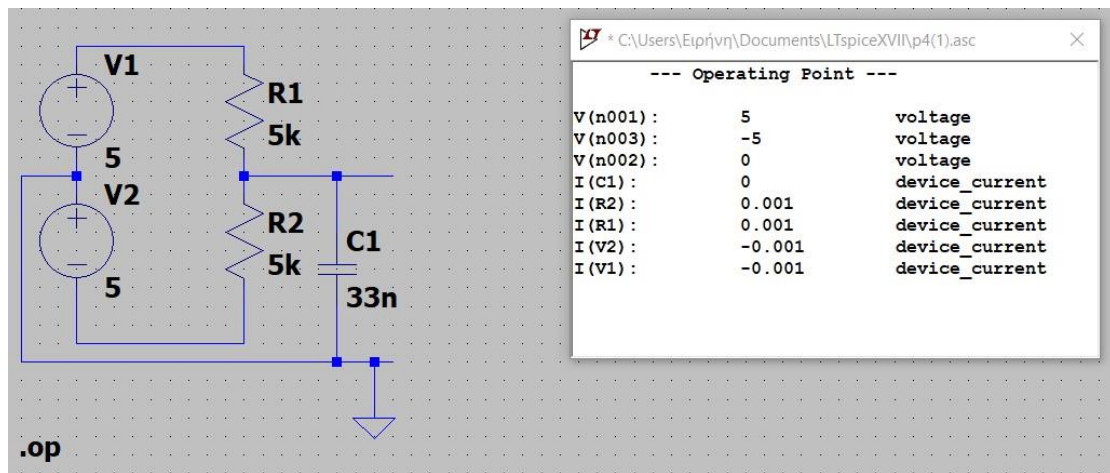 V1
5
V2
5
R1
5k
R2
5k
C1
33n
.op
* C:\Users\Ειρήνη\Documents\LTspiceXVII\p4(1).asc
--- Operating Point ---
V(n001): 5 voltage
V(n003): -5 voltage
V(n002): 0 voltage
I(C1): 0 device_current
I(R2): 0.001 device_current
I(R1): 0.001 device_current
I(V2): -0.001 device_current
I(V1): -0.001 device_current